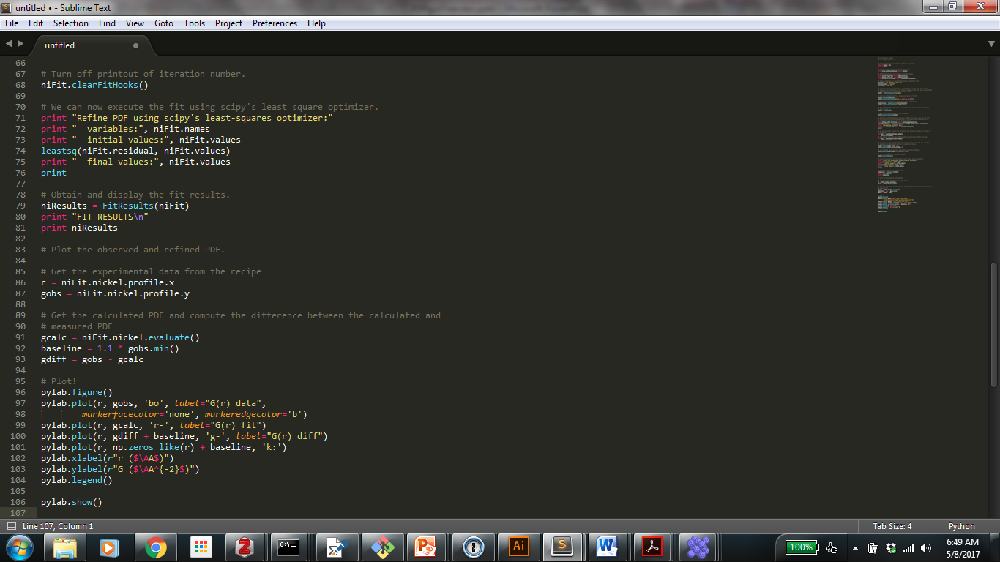 untitled • - Sublime Text
File Edit Selection Find View Goto Tools Project Preferences Help
untitled
66
67 # Turn off printout of iteration number.
68 niFit.clearFitHooks()
69
70 # We can now execute the fit using scipy's least square optimizer.
71 print "Refine PDF using scipy's least-squares optimizer:"
72 print "  variables:", niFit.names
73 print "  initial values:", niFit.values
74 leastsq(niFit.residual, niFit.values)
75 print "  final values:", niFit.values
76 print
77
78 # Obtain and display the fit results.
79 niResults = FitResults(niFit)
80 print "FIT RESULTS\n"
81 print niResults
82
83 # Plot the observed and refined PDF.
84
85 # Get the experimental data from the recipe
86 r = niFit.nickel.profile.x
87 gobs = niFit.nickel.profile.y
88
89 # Get the calculated PDF and compute the difference between the calculated and
90 # measured PDF
91 gcalc = niFit.nickel.evaluate()
92 baseline = 1.1 * gobs.min()
93 gdiff = gobs - gcalc
94
95 # Plot!
96 pylab.figure()
97 pylab.plot(r, gobs, 'bo', label="G(r) data",
98         markerfacecolor='none', markeredgecolor='b')
99 pylab.plot(r, gcalc, 'r-', label="G(r) fit")
100 pylab.plot(r, gdiff + baseline, 'g-', label="G(r) diff")
101 pylab.plot(r, np.zeros_like(r) + baseline, 'k:')
102 pylab.xlabel(r"r ($\AA$)")
103 pylab.ylabel(r"G ($\AA^{-2}$)")
104 pylab.legend()
105
106 pylab.show()
107
Line 107, Column 1 Tab Size: 4 Python
100% 6:49 AM
5/8/2017